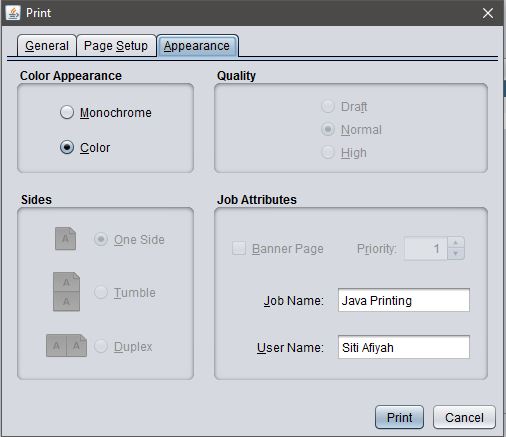 Print
General
Page Setup
Appearance
Color Appearance
Monochrome
Color
Quality
Draft
Normal
High
Sides
A
One Side
A
A
Tumble
A A
Duplex
Job Attributes
Banner Page
Priority: 1
Job Name: Java Printing
User Name: Siti Afiyah
Print
Cancel